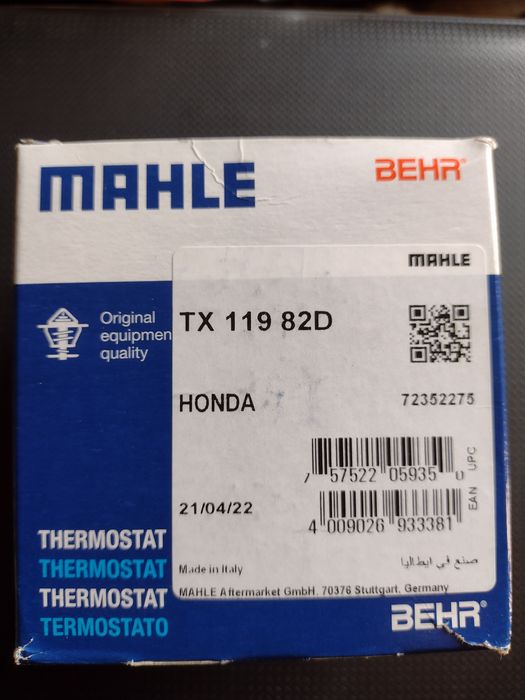 MAHLE
BEHR
MAHLE
Original
equipmen
quality
TX 119 82D
HONDA
72352275
7 57522 05935 0
UPC
21/04/22
4 009026 933381
EAN
THERMOSTAT
THERMOSTAT
THERMOSTAT
TERMOSTATO
Made in Italy
صنع في ايطاليا
MAHLE Aftermarket GmbH, 70376 Stuttgart, Germany
BEHR